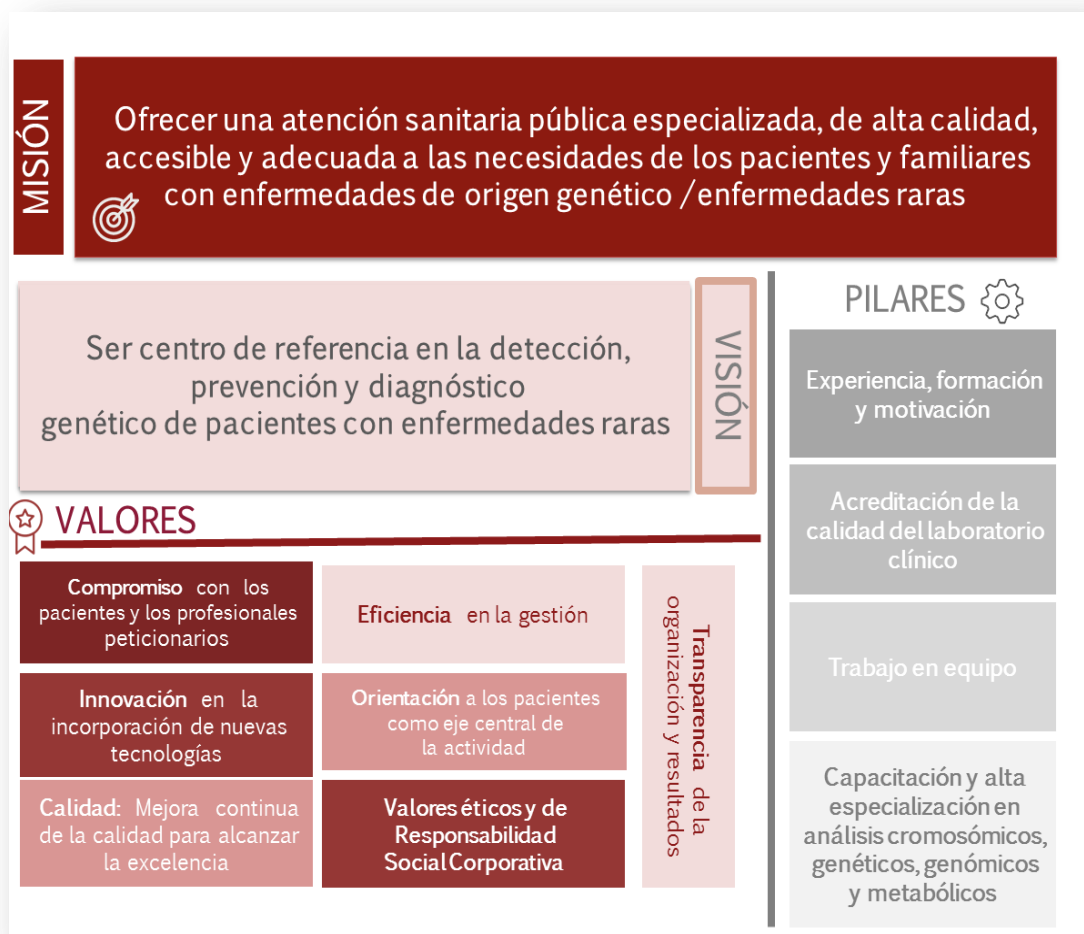 MISIÓN
Ofrecer una atención sanitaria pública especializada, de alta calidad,
accesible y adecuada a las necesidades de los pacientes y familiares
con enfermedades de origen genético /enfermedades raras
Ser centro de referencia en la detección,
prevención y diagnóstico
genético de pacientes con enfermedades raras
VISIÓN
VALORES
Compromiso con los
pacientes y los profesionales
peticionarios
Eficiencia en la gestión
Innovación en la
incorporación de nuevas
tecnologías
Orientación a los pacientes
como eje central de
la actividad
Calidad: Mejora continua
de la calidad para alcanzar
la excelencia
Valores éticos y de
Responsabilidad
Social Corporativa
Transparencia de la
organización y resultados
PILARES
Experiencia, formación
y motivación
Acreditación de la
calidad del laboratorio
clínico
Trabajo en equipo
Capacitación y alta
especialización en
análisis cromosómicos,
genéticos, genómicos
y metabólicos